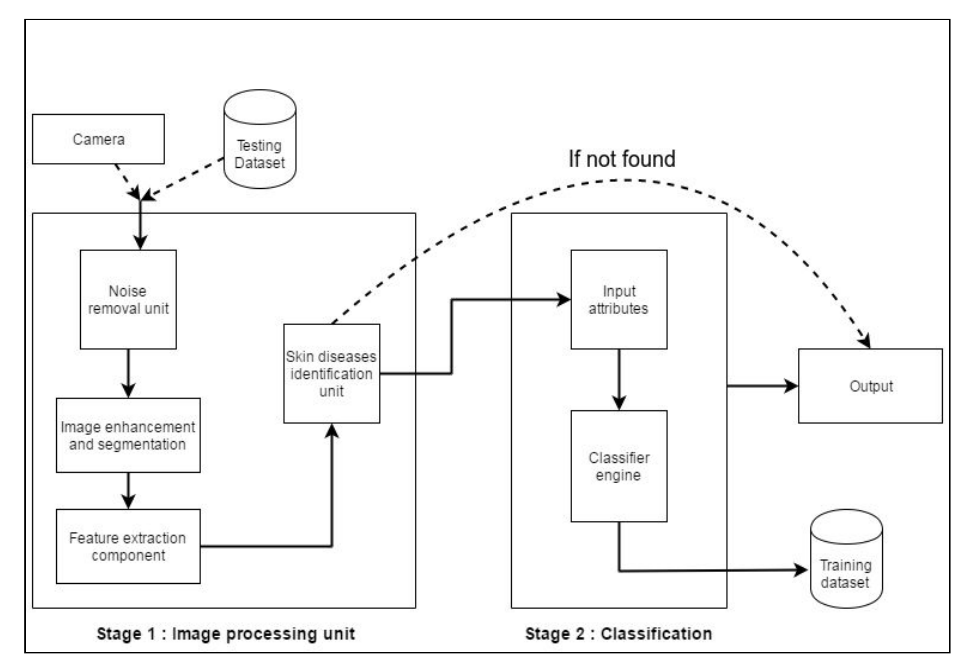 Camera
Testing
Dataset
If not found
Noise
removal unit
Input
attributes
Skin diseases
identification
unit
Output
Image enhancement
and segmentation
Classifier
engine
Feature extraction
component
Training
dataset
Stage 1 : Image processing unit
Stage 2 : Classification